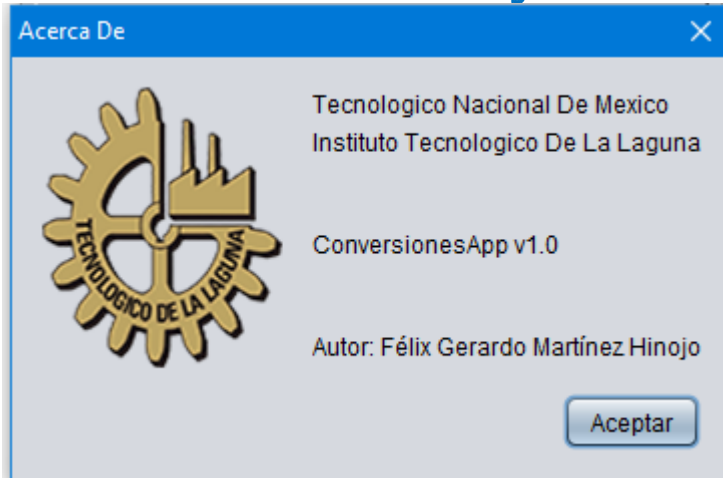 Acerca De
Tecnologico Nacional De Mexico
Instituto Tecnologico De La Laguna
TECNOLOGICO DE LA LAGUNA
ConversionesApp v1.0
Autor: Félix Gerardo Martínez Hinojo
Aceptar